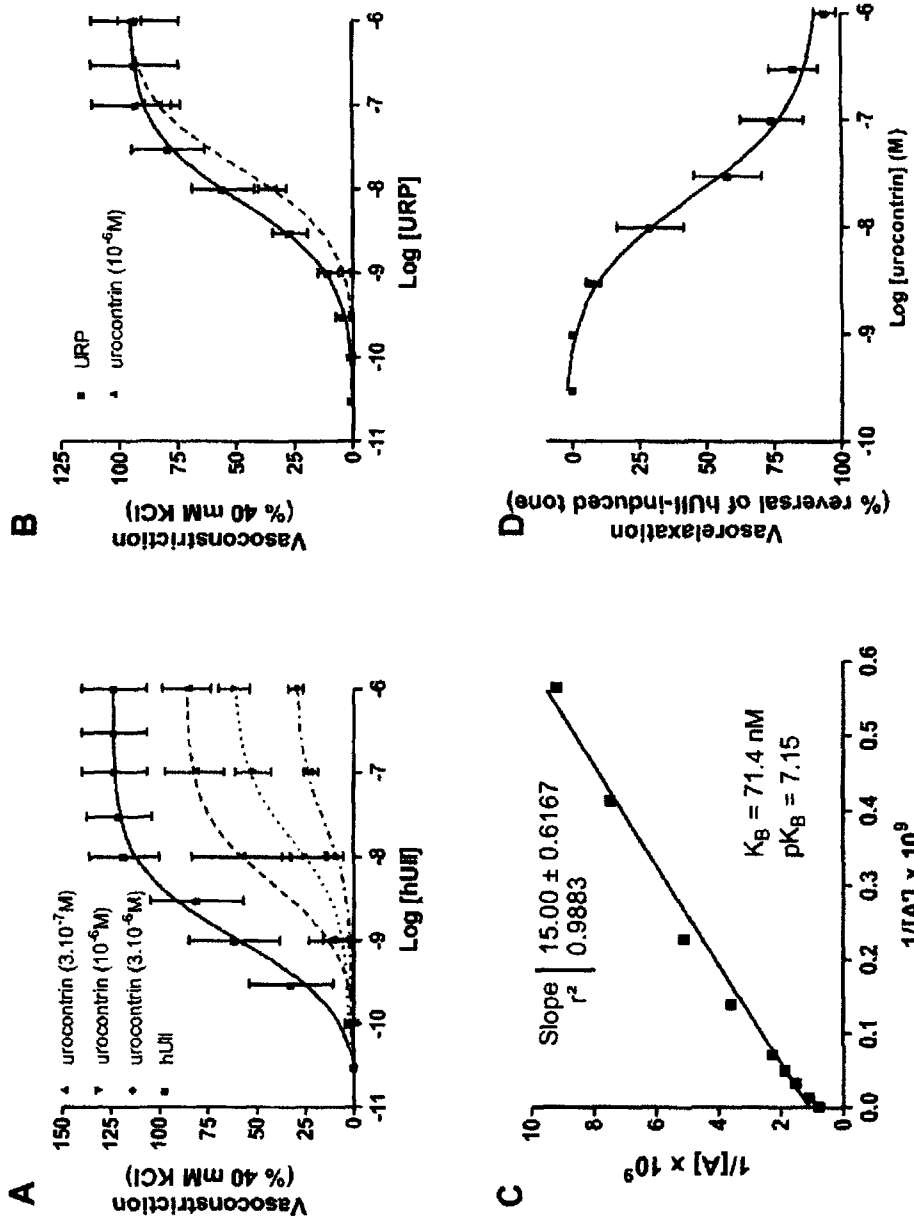 A
150
125
100
75
50
25
0
Vasoconstriction
(% 40 mM KCl)
-11
-10
-9
-8
-7
-6
Log [hUII]
urocontrin (3.10⁻⁷M)
urocontrin (10⁻⁶M)
urocontrin (3.10⁻⁶M)
hUII
B
125
100
75
50
25
0
Vasoconstriction
(% 40 mM KCl)
-11
-10
-9
-8
-7
-6
Log [URP]
URP
urocontrin (10⁻⁶M)
C
10
8
6
4
2
0
1/[A] x 10⁹
0.0
0.1
0.2
0.3
0.4
0.5
0.6
1/[A'] x 10⁹
Slope | 15.00 ± 0.6167
r² | 0.9883
K_B = 71.4 nM
pK_B = 7.15
D
0
25
50
75
100
Vasorelaxation
(% reversal of hUII-induced tone)
-10
-9
-8
-7
-6
Log [urocontrin] (M)